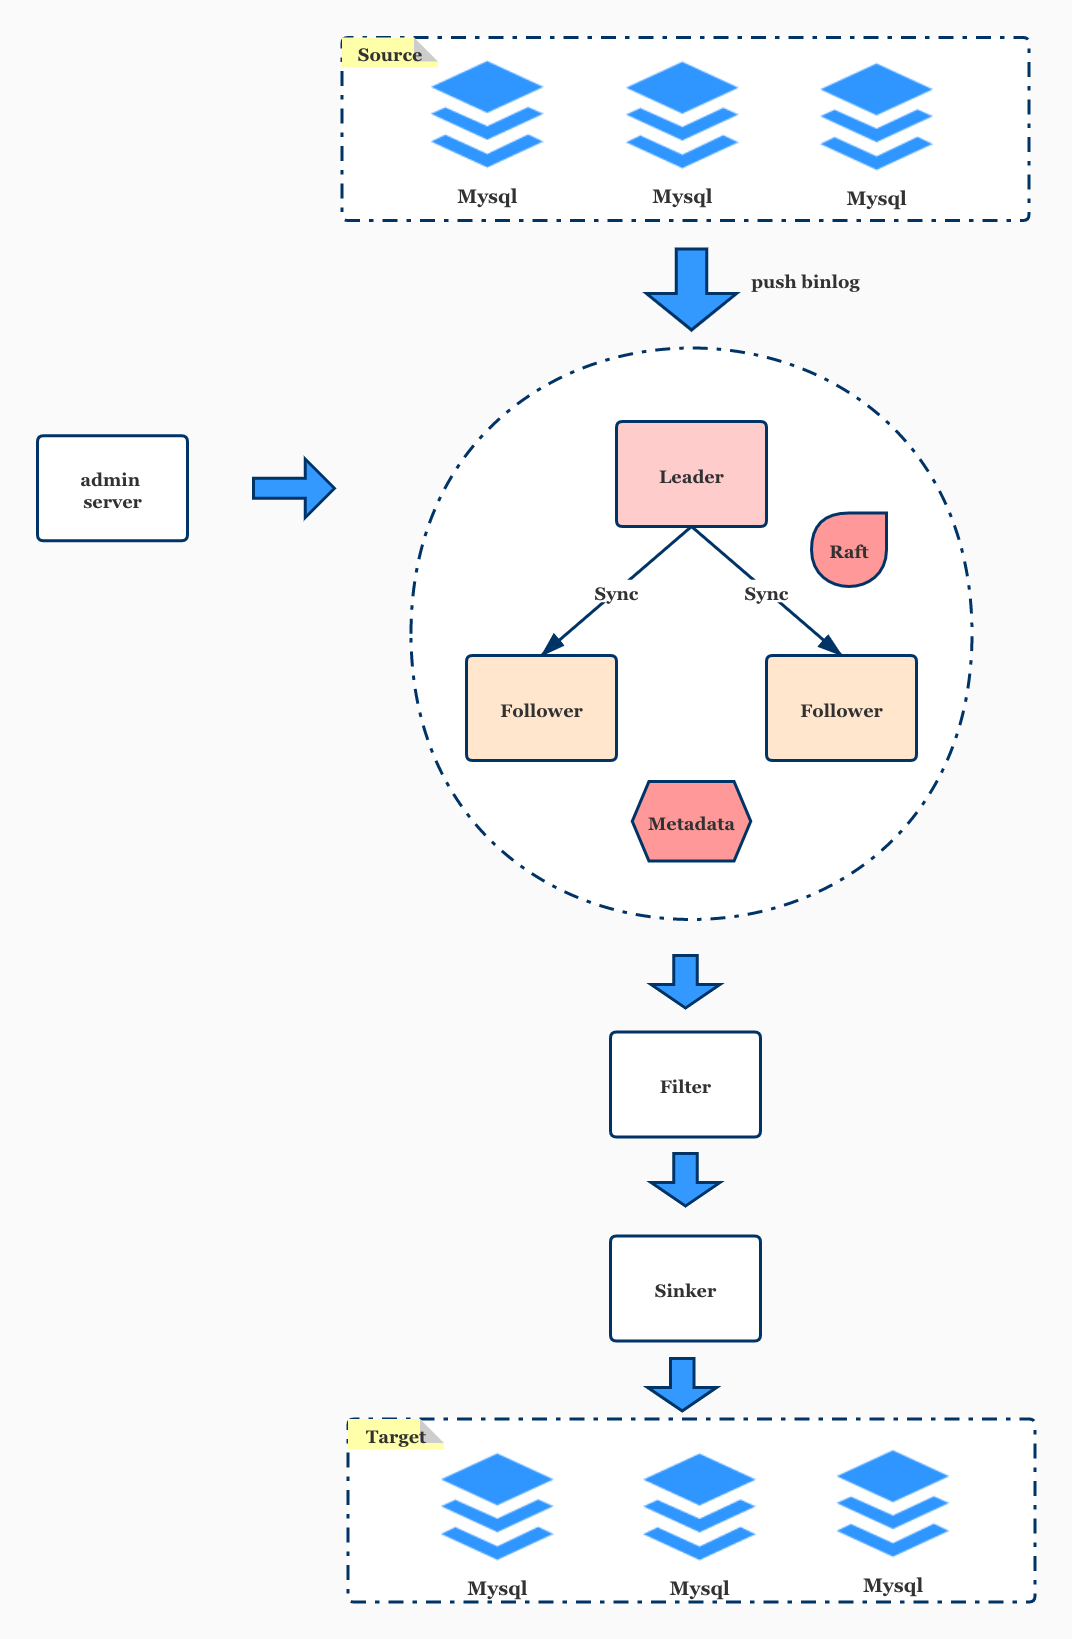 Source
Mysql
Mysql
Mysql
push binlog
admin
server
Leader
Raft
Sync
Sync
Follower
Follower
Metadata
Filter
Sinker
Target
Mysql
Mysql
Mysql